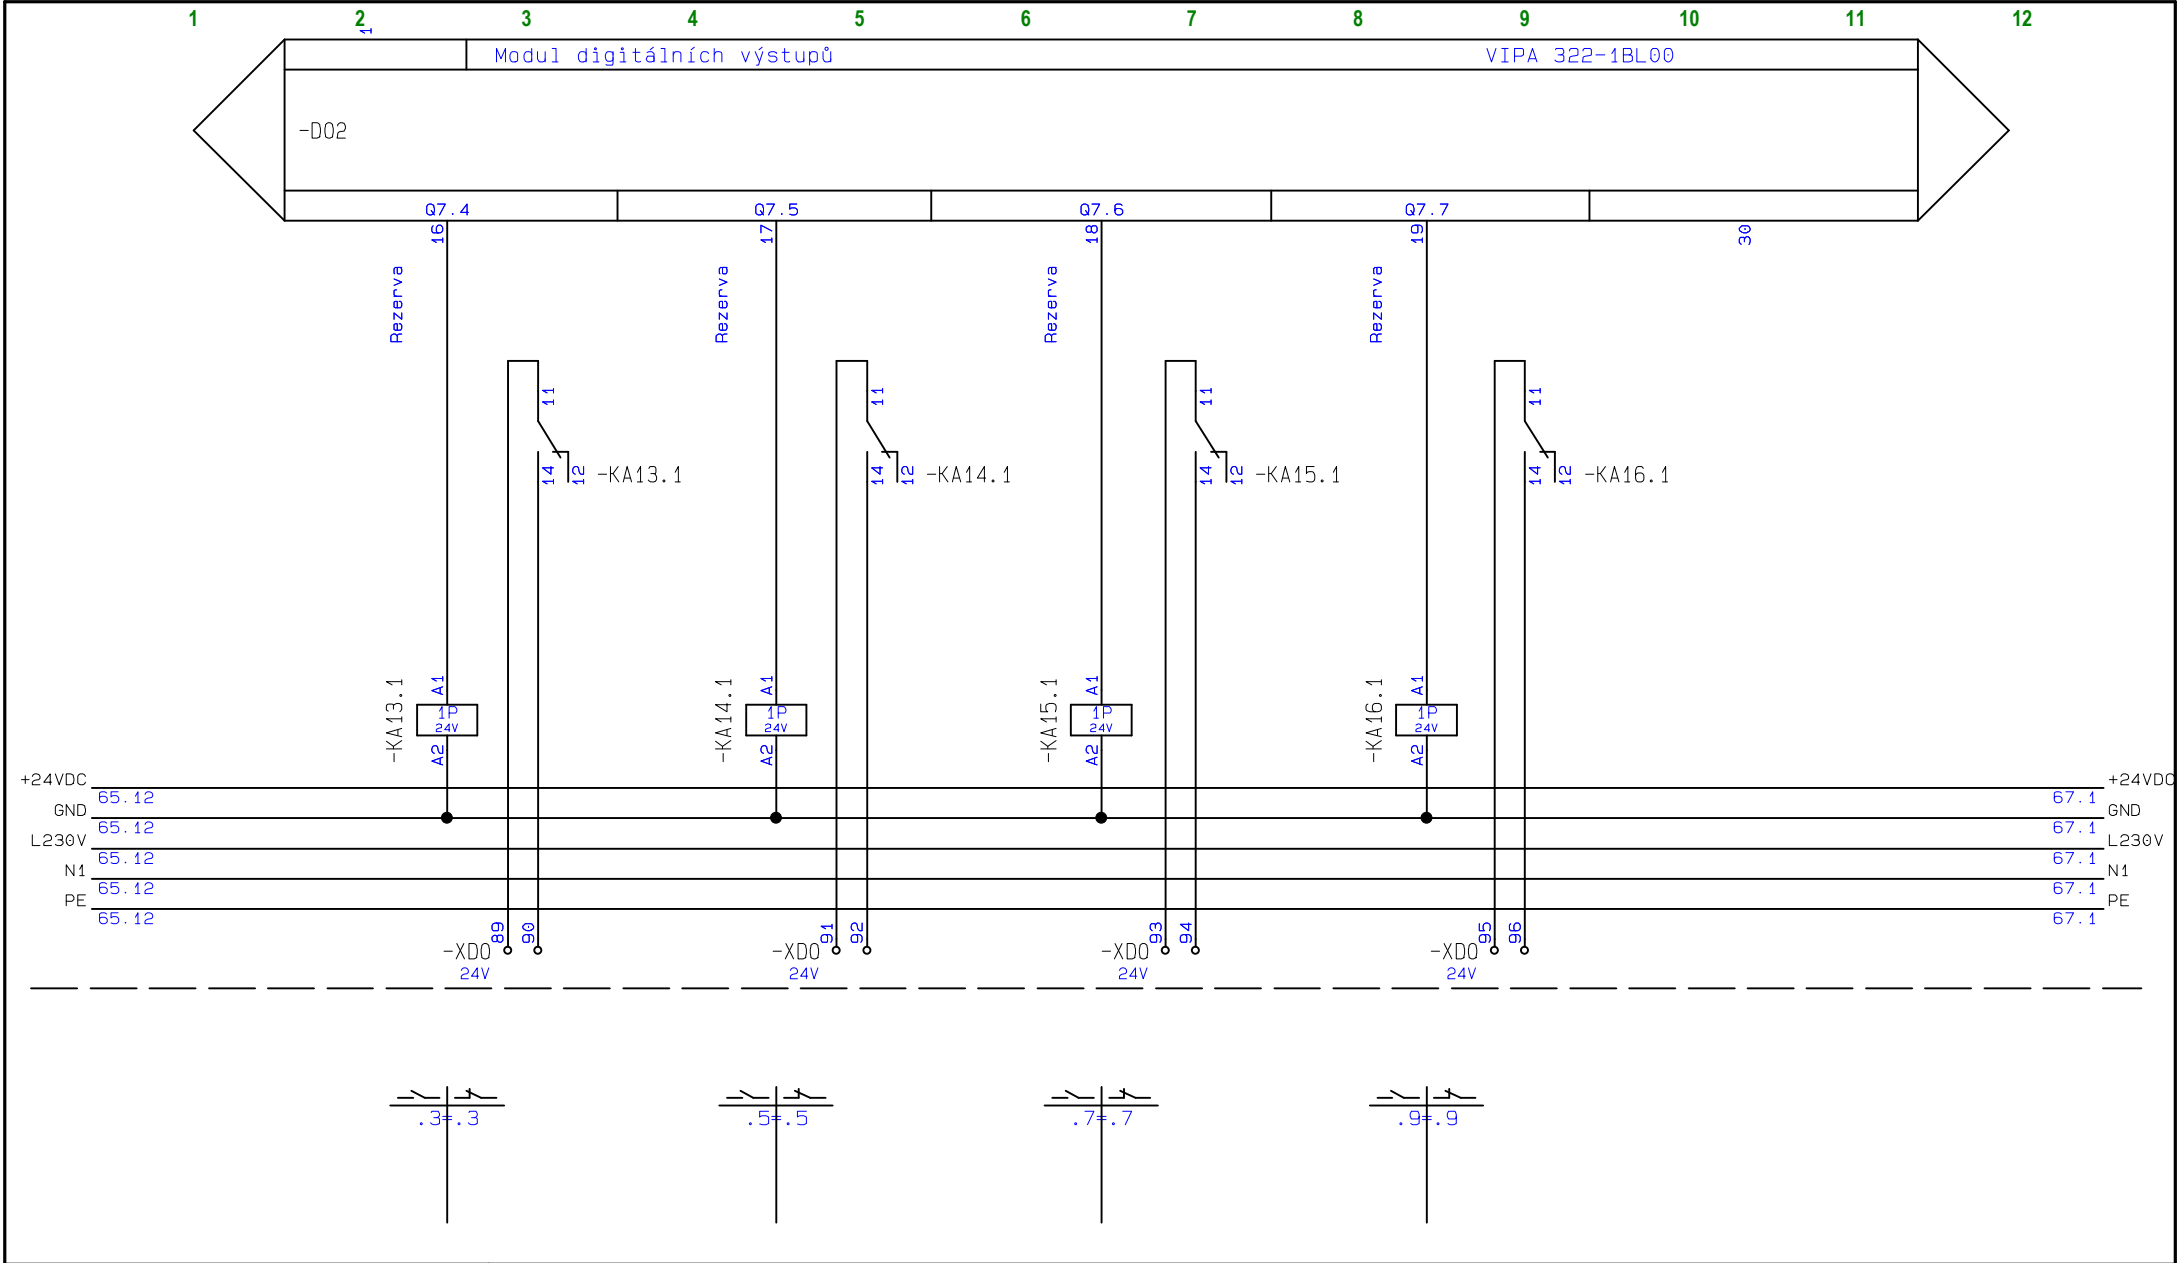 1 2 3 4 5 6 7 8 9 10 11 12
1
Modul digitálních výstupů VIPA 322-1BL00
-DO2
Q7.4 Q7.5 Q7.6 Q7.7
16 17 18 19 30
Rezerva Rezerva Rezerva Rezerva
11 11 11 11
14 12 -KA13.1 14 12 -KA14.1 14 12 -KA15.1 14 12 -KA16.1
-KA13.1 A1 -KA14.1 A1 -KA15.1 A1 -KA16.1 A1
1P 1P 1P 1P
24V 24V 24V 24V
A2 A2 A2 A2
+24VDC +24VDC
65.12 67.1
GND GND
65.12 67.1
L230V L230V
65.12 67.1
N1 N1
65.12 67.1
PE PE
65.12 67.1
89 90 91 92 93 94 95 96
-XDO -XDO -XDO -XDO
24V 24V 24V 24V
.3=.3 .5=.5 .7=.7 .9=.9